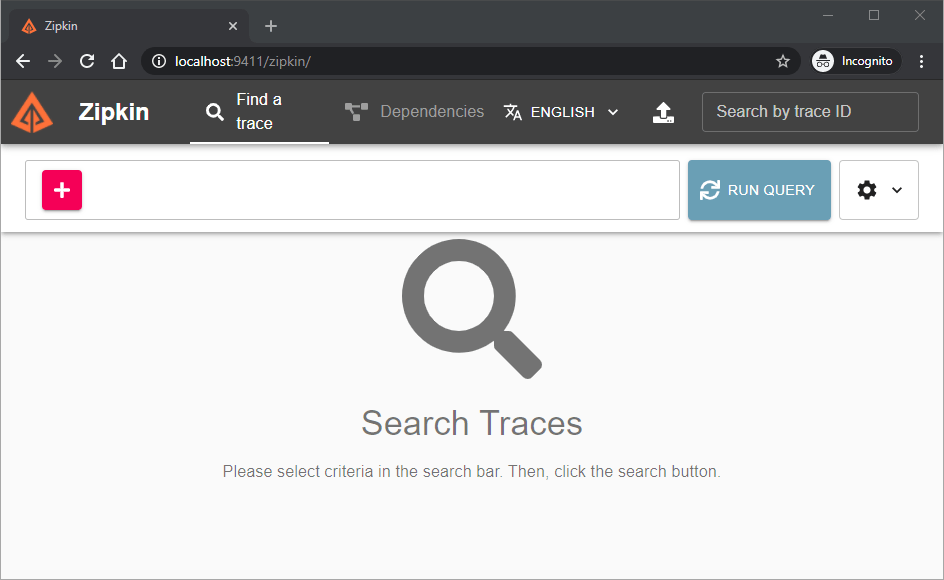 Zipkin
localhost:9411/zipkin/
Incognito
Zipkin
Find a
trace
Dependencies
ENGLISH
Search by trace ID
RUN QUERY
Search Traces
Please select criteria in the search bar. Then, click the search button.